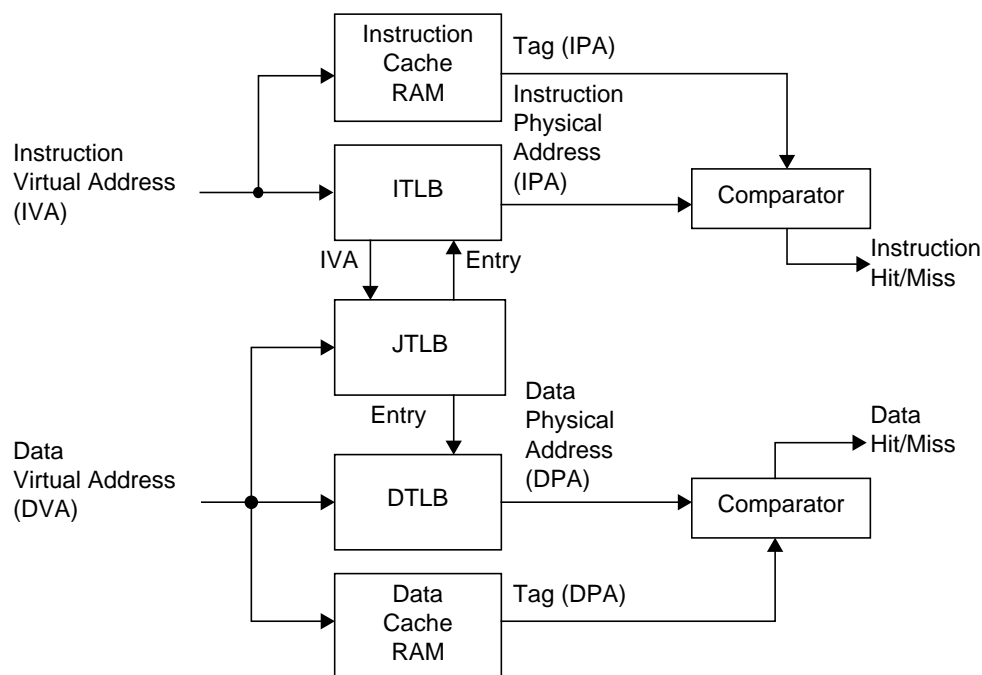 Instruction
Cache
RAM
Tag (IPA)
Instruction
Physical
Address
(IPA)
Instruction
Virtual Address
(IVA)
ITLB
Comparator
Instruction
Hit/Miss
IVA
Entry
JTLB
Entry
Data
Physical
Address
(DPA)
Data
Hit/Miss
Data
Virtual Address
(DVA)
DTLB
Comparator
Data
Cache
RAM
Tag (DPA)